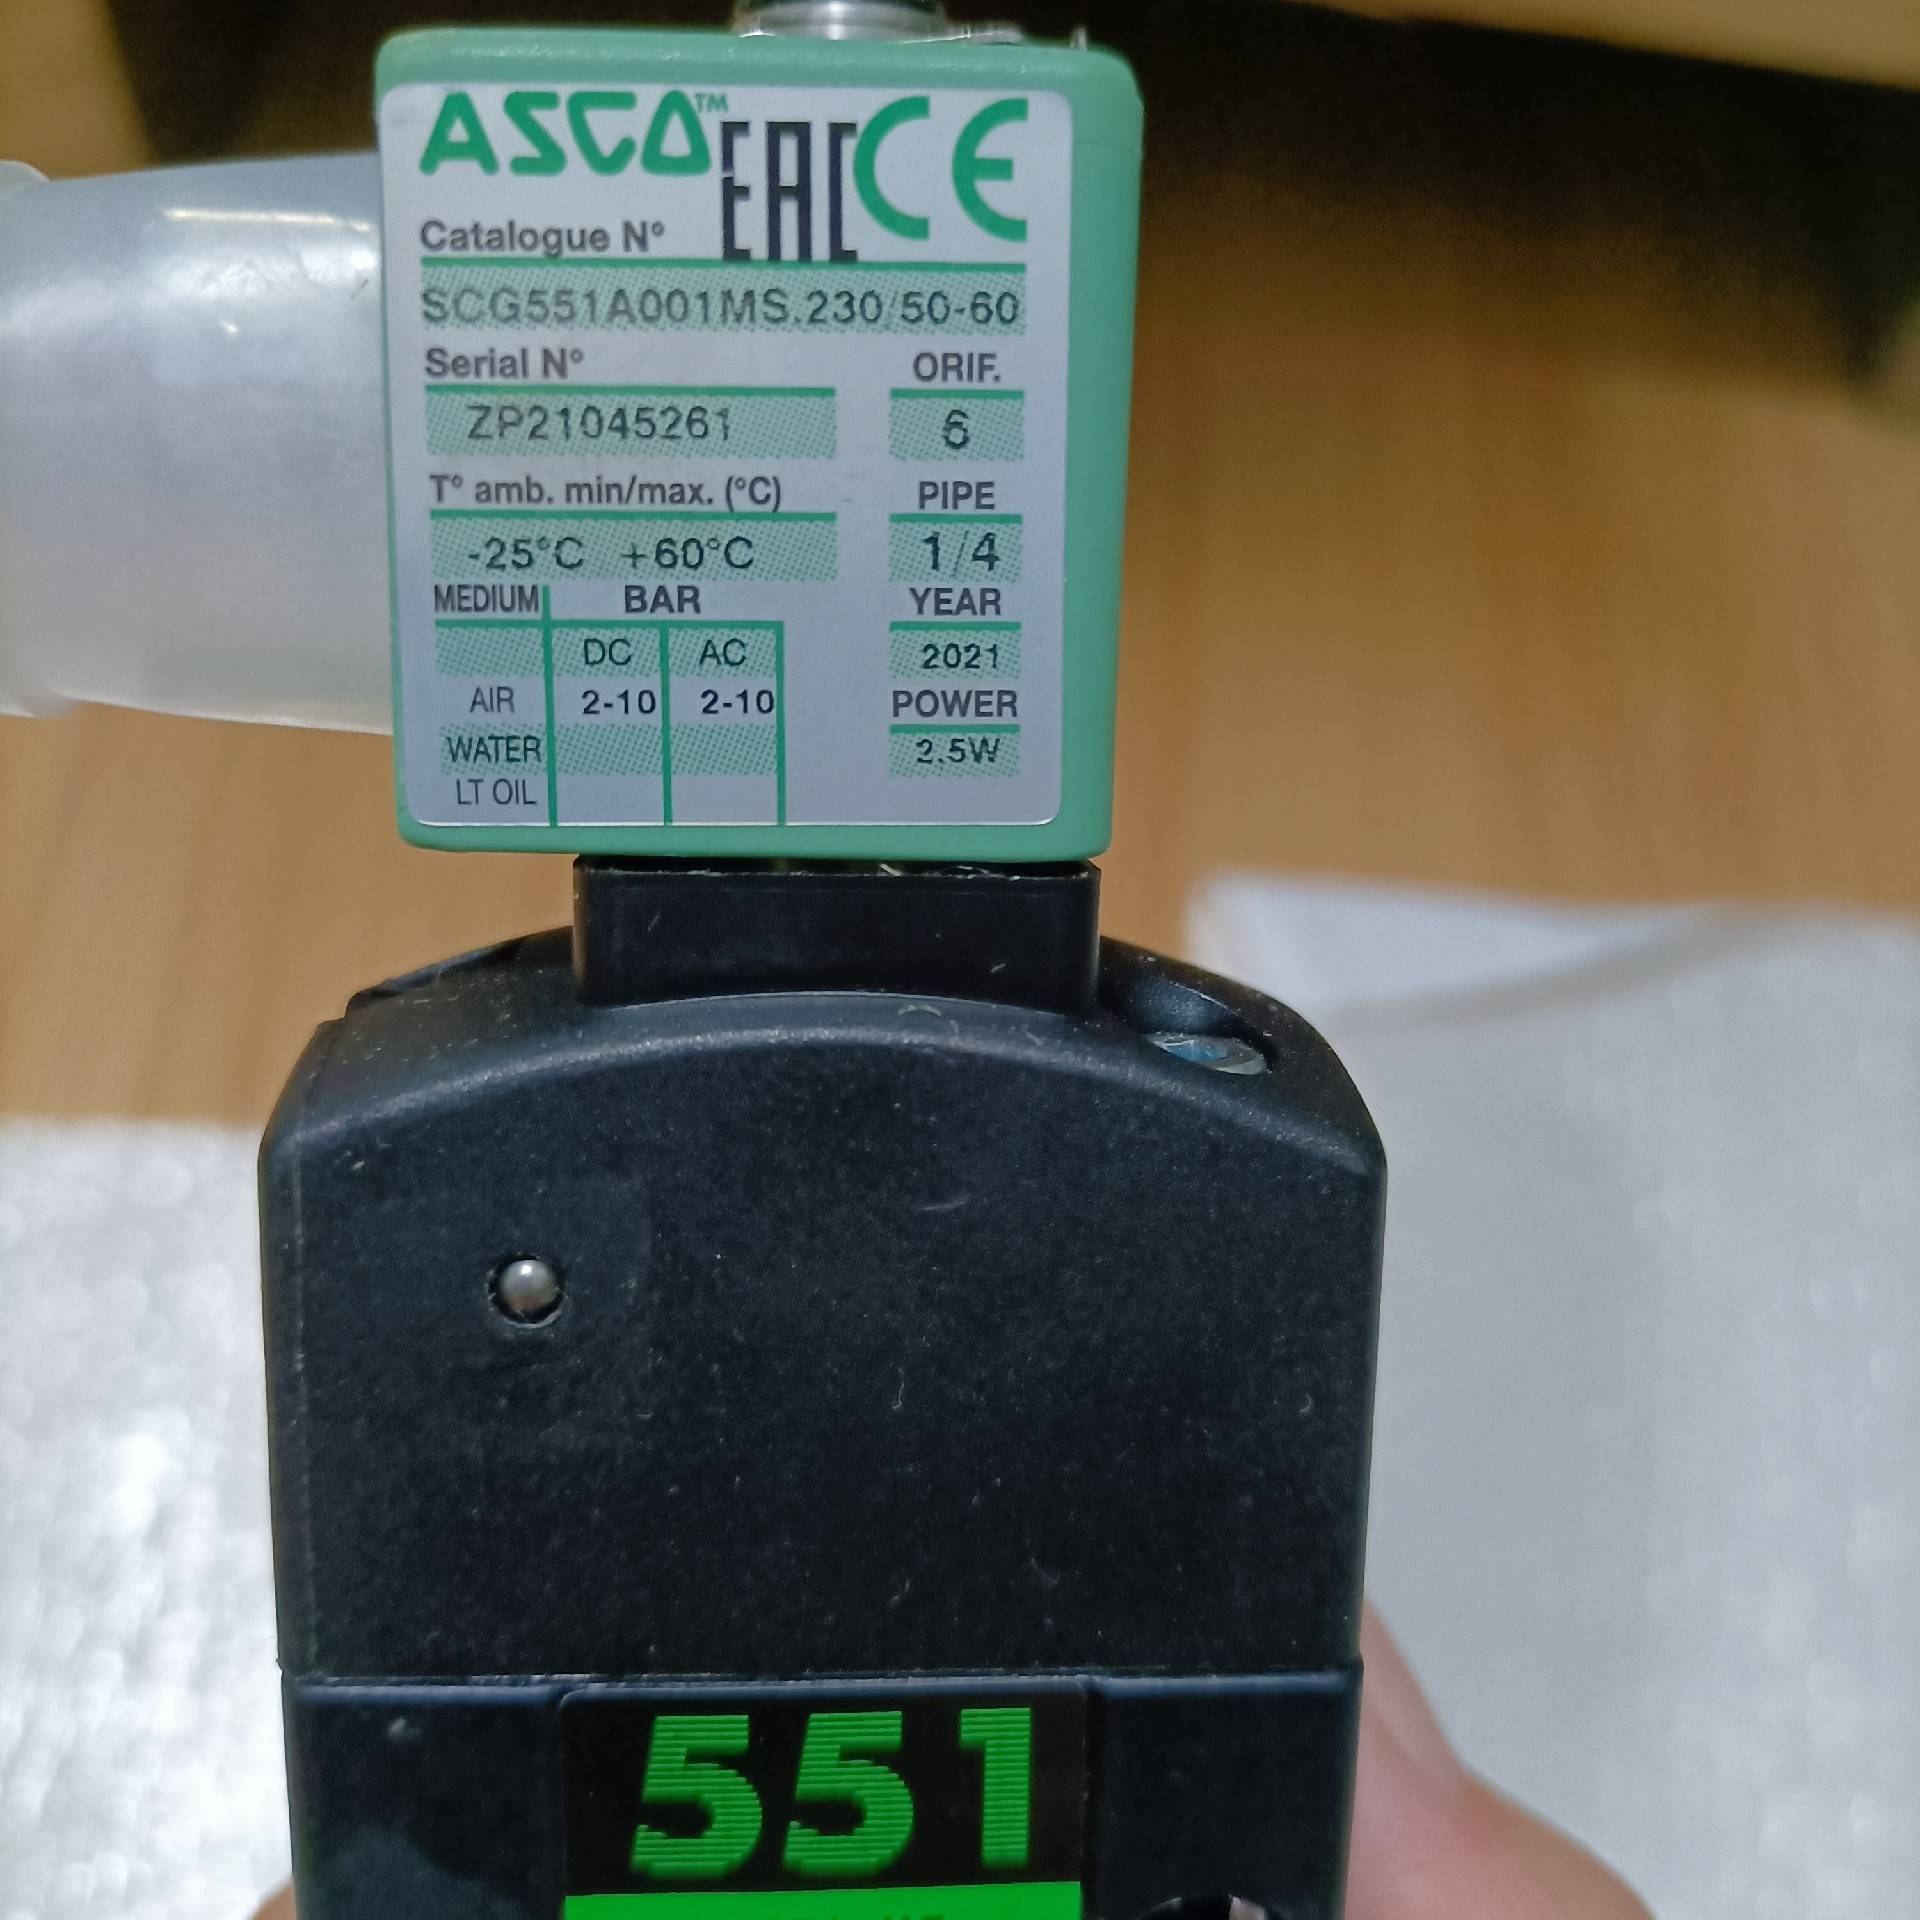 ASCO™ EAC CE
Catalogue N°
SCG551A001MS.230/50-60
Serial N° ORIF.
ZP21045261 6
T° amb. min/max. (°C) PIPE
-25°C +60°C 1/4
MEDIUM BAR YEAR
DC AC 2021
AIR 2-10 2-10 POWER
WATER 2.5W
LT OIL
551